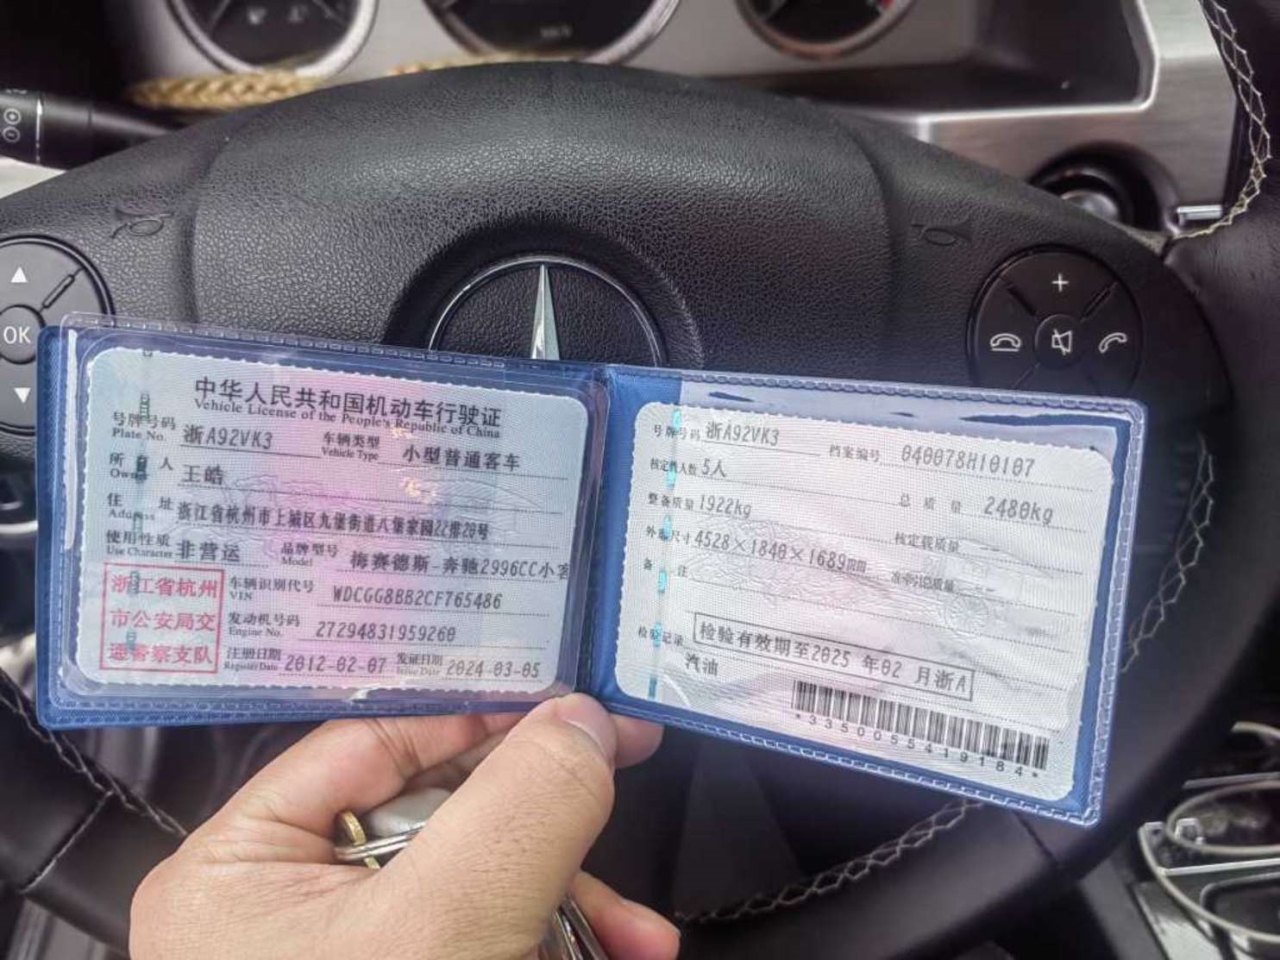 OK
中华人民共和国机动车行驶证
Vehicle License of the People's Republic of China
号牌号码 浙A92VK3 车辆类型 小型普通客车
Plate No. Vehicle Type
所有人 王皓
Owner
住址 浙江省杭州市上城区九堡街道八堡家园22排20号
Address
使用性质 非营运 品牌型号 梅赛德斯-奔驰2996CC小客
Use Character Model
浙江省杭州
市公安局交
通警察支队
车辆识别代号 WDCGG8BB2CF765486
VIN
发动机号码 27294831959260
Engine No.
注册日期 2012-02-07 发证日期 2024-03-05
Register Date Issue Date
号牌号码 浙A92VK3 档案编号 040078H10107
核定载人数 5人 总质量 2480kg
整备质量 1922kg 核定载质量 --
外廓尺寸 4528×1840×1689mm 准牵引总质量 --
备注
检验记录 检验有效期至2025年02月浙A
汽油
*3350055419184*